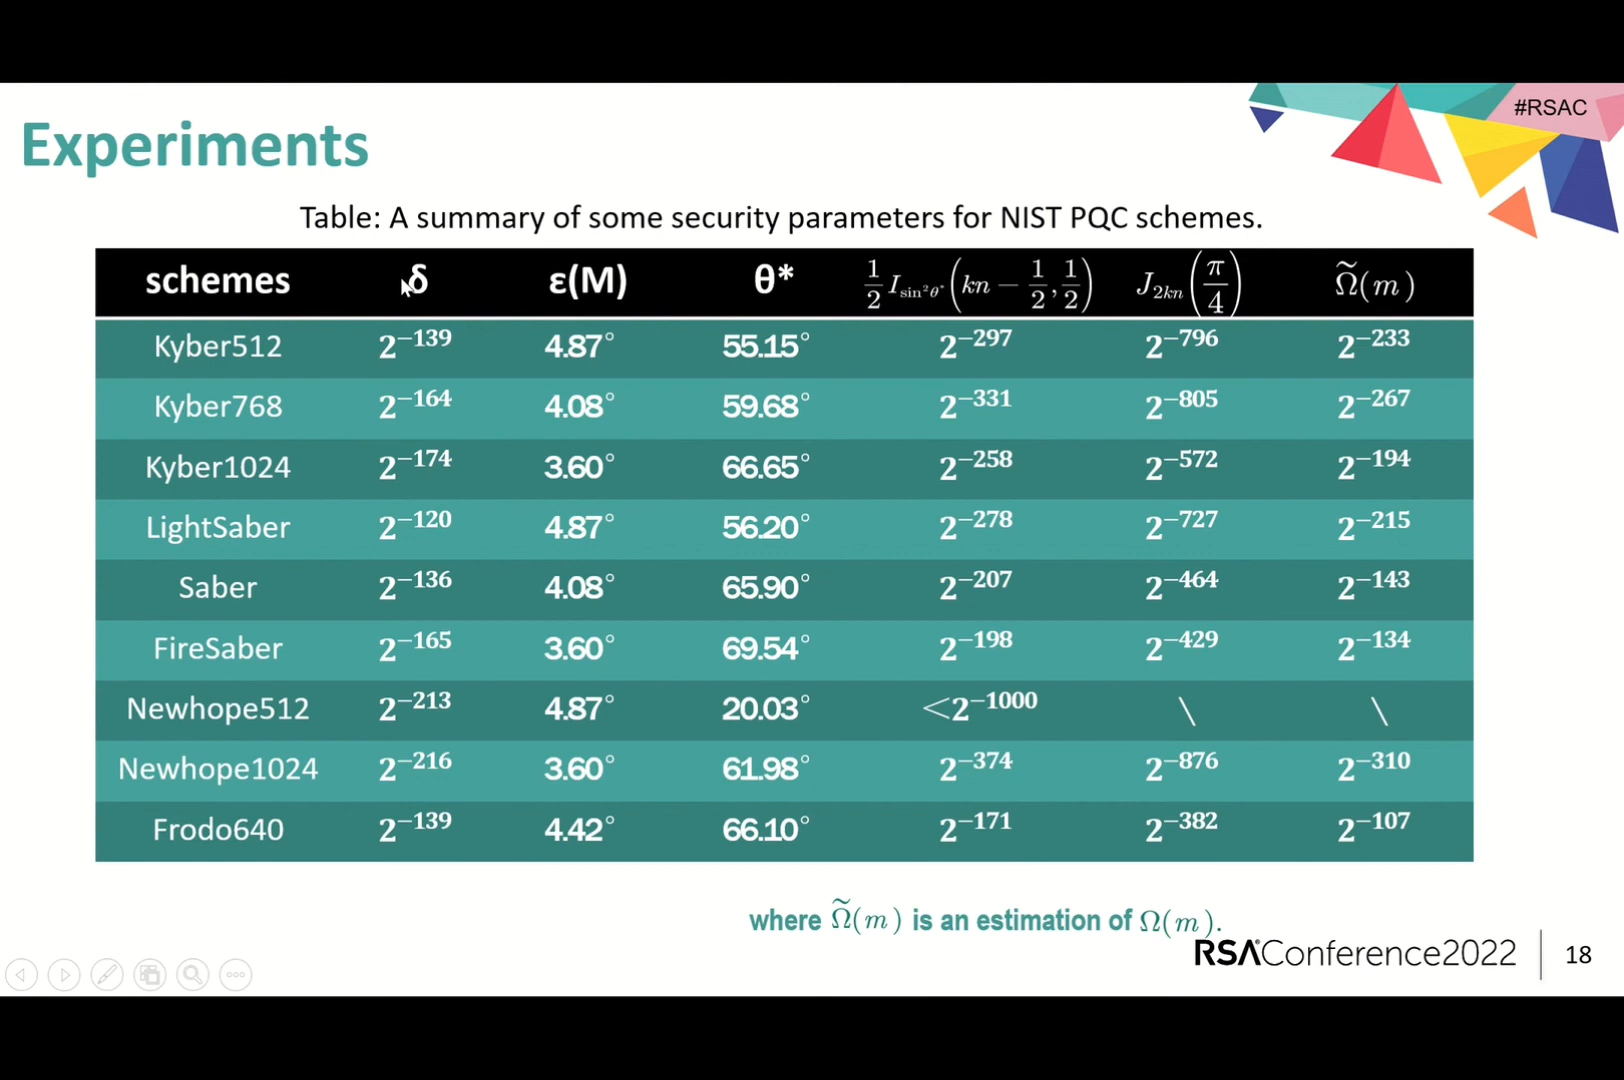 #RSAC
Experiments
Table: A summary of some security parameters for NIST PQC schemes.
schemes δ ε(M) θ* ½ I_{sin²θ*}(kn − ½, ½) J_{2kn}(π/4) Ω̃(m)
Kyber512 2^{−139} 4.87° 55.15° 2^{−297} 2^{−796} 2^{−233}
Kyber768 2^{−164} 4.08° 59.68° 2^{−331} 2^{−805} 2^{−267}
Kyber1024 2^{−174} 3.60° 66.65° 2^{−258} 2^{−572} 2^{−194}
LightSaber 2^{−120} 4.87° 56.20° 2^{−278} 2^{−727} 2^{−215}
Saber 2^{−136} 4.08° 65.90° 2^{−207} 2^{−464} 2^{−143}
FireSaber 2^{−165} 3.60° 69.54° 2^{−198} 2^{−429} 2^{−134}
Newhope512 2^{−213} 4.87° 20.03° <2^{−1000} \ \
Newhope1024 2^{−216} 3.60° 61.98° 2^{−374} 2^{−876} 2^{−310}
Frodo640 2^{−139} 4.42° 66.10° 2^{−171} 2^{−382} 2^{−107}
where Ω̃(m) is an estimation of Ω(m).
RSAConference2022 18